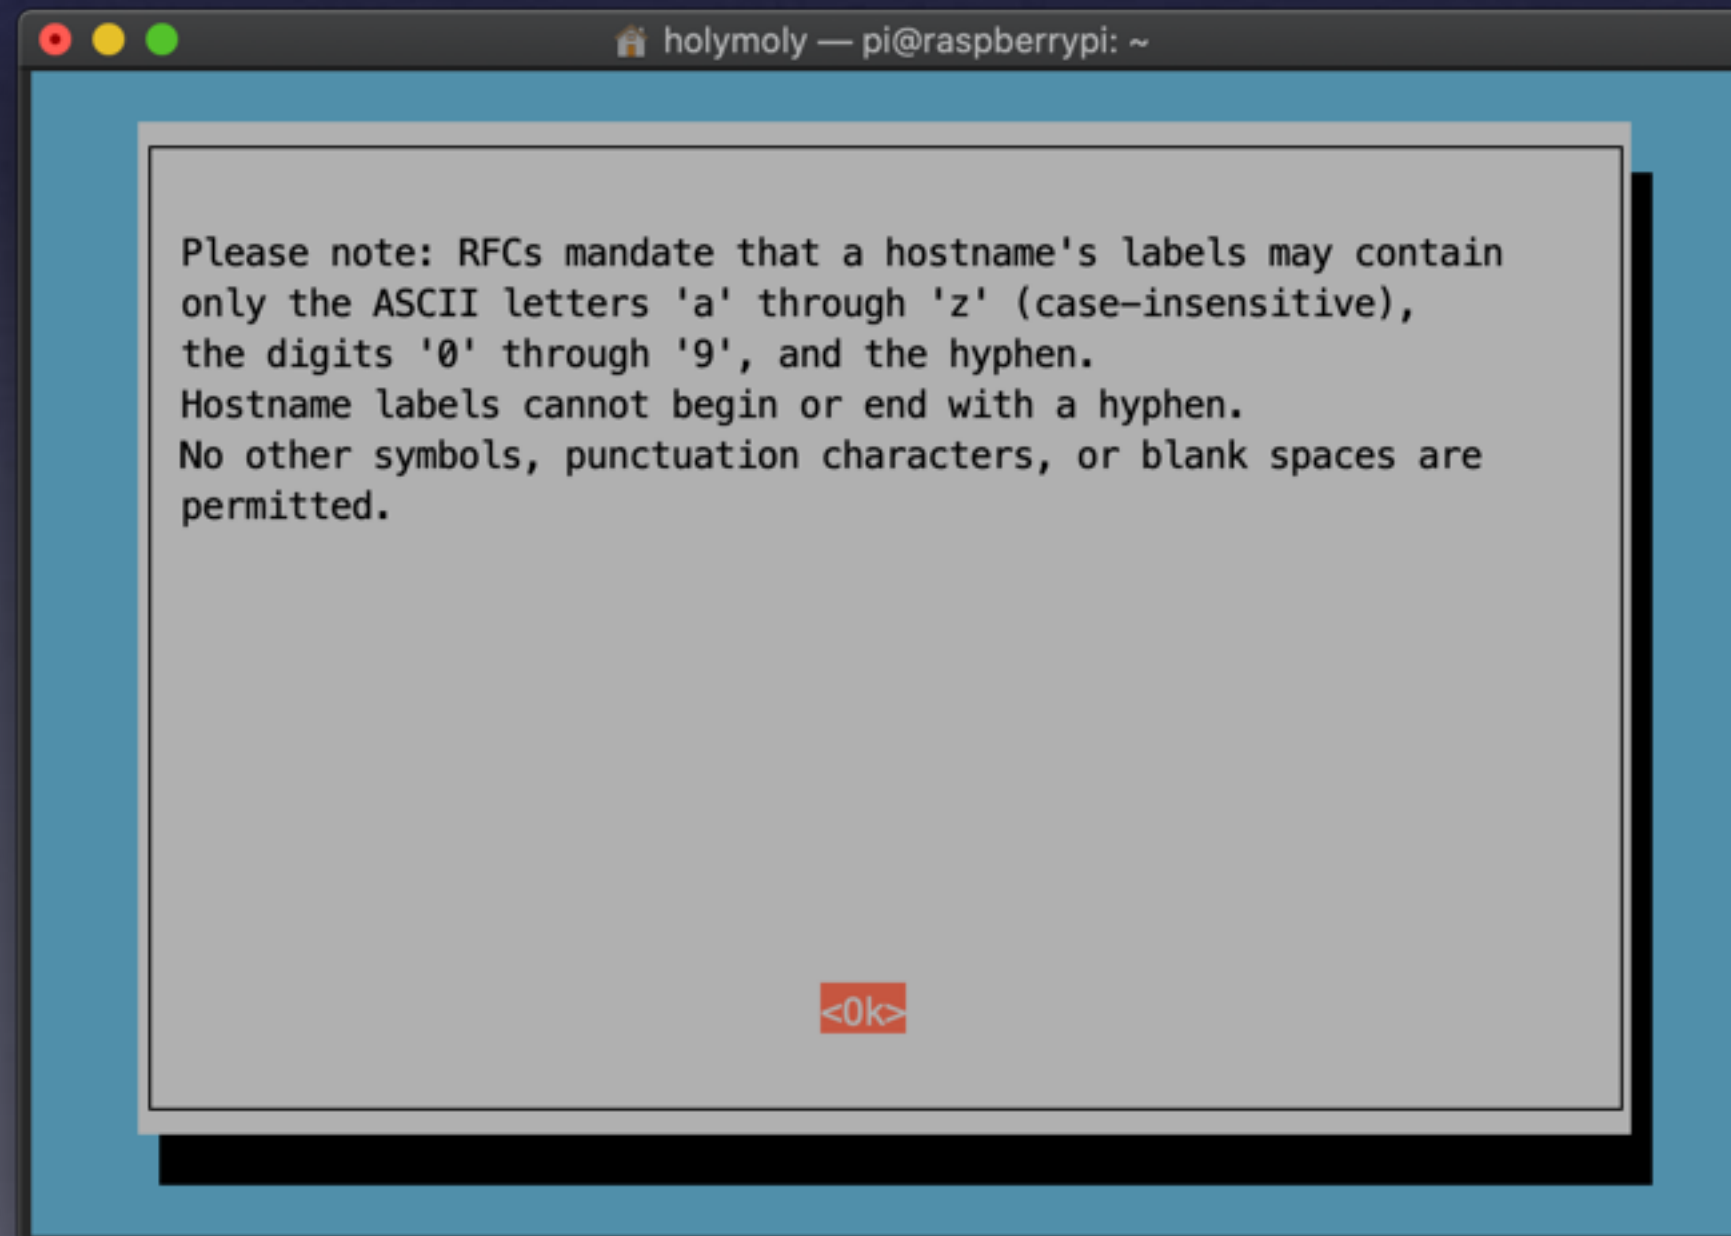 holymoly — pi@raspberrypi: ~
Please note: RFCs mandate that a hostname's labels may contain
only the ASCII letters 'a' through 'z' (case-insensitive),
the digits '0' through '9', and the hyphen.
Hostname labels cannot begin or end with a hyphen.
No other symbols, punctuation characters, or blank spaces are
permitted.
<Ok>